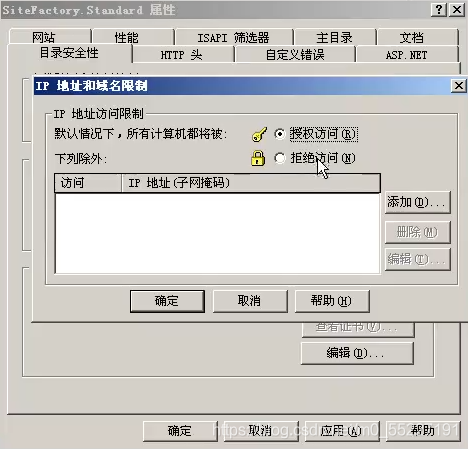 SiteFactory.Standard 属性
网站 性能 ISAPI 筛选器 主目录 文档
目录安全性 HTTP 头 自定义错误 ASP.NET
IP 地址和域名限制
IP 地址访问限制
默认情况下，所有计算机都将被: 授权访问(R)
下列除外: 拒绝访问(N)
访问 IP 地址(子网掩码)
添加(D)...
删除(M)
编辑(T)...
确定 取消 帮助(H)
查看证书(V)...
编辑(D)...
确定 取消 应用(A) 帮助